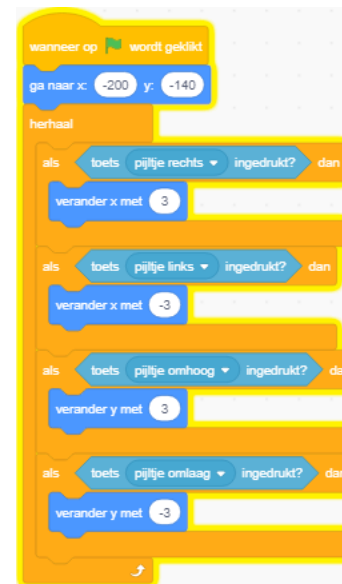 wanneer op wordt geklikt
ga naar x: -200 y: -140
herhaal
als toets pijltje rechts ingedrukt? dan
verander x met 3
als toets pijltje links ingedrukt? dan
verander x met -3
als toets pijltje omhoog ingedrukt? da
verander y met 3
als toets pijltje omlaag ingedrukt? da
verander y met -3